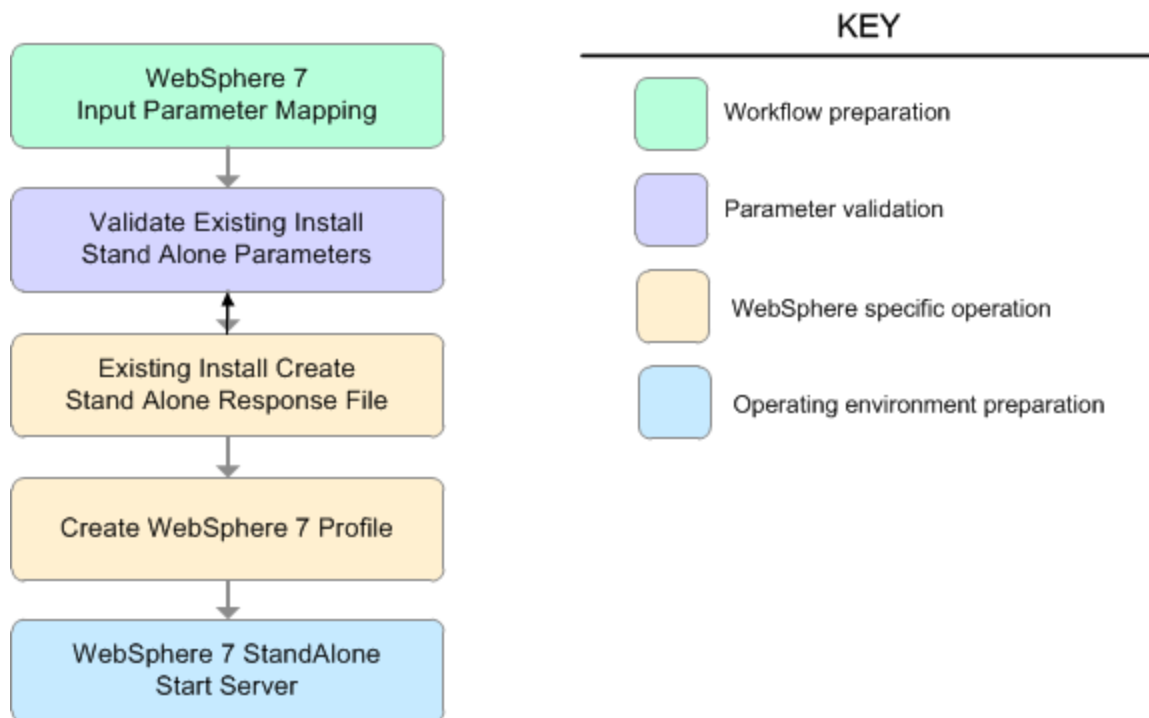 WebSphere 7
Input Parameter Mapping
Validate Existing Install
Stand Alone Parameters
Existing Install Create
Stand Alone Response File
Create WebSphere 7 Profile
WebSphere 7 StandAlone
Start Server
KEY
Workflow preparation
Parameter validation
WebSphere specific operation
Operating environment preparation